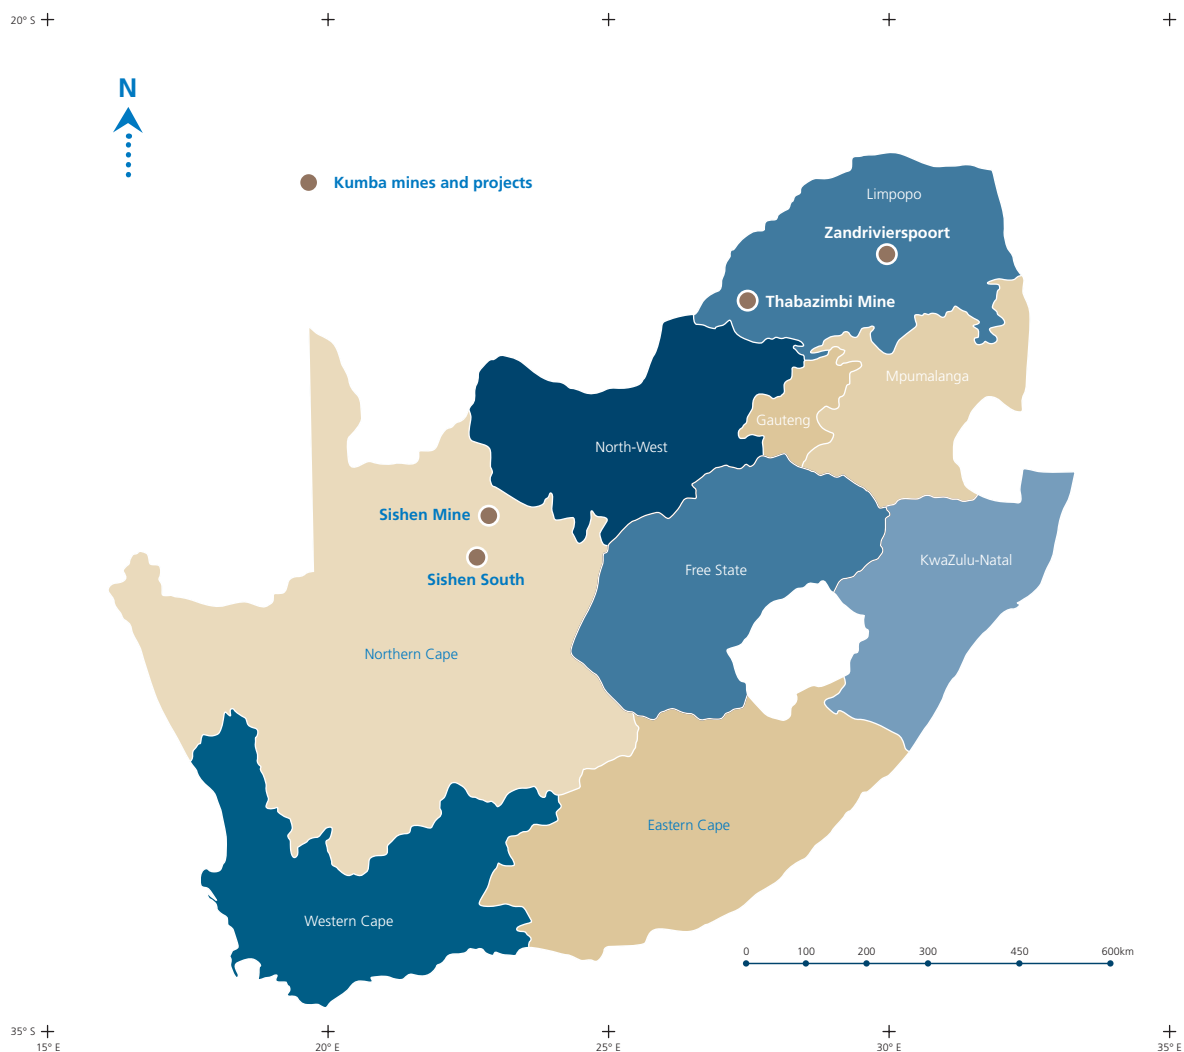 20° S
N
Kumba mines and projects
Limpopo
Zandrivierspoort
Thabazimbi Mine
Mpumalanga
Gauteng
North-West
Sishen Mine
KwaZulu-Natal
Free State
Sishen South
Northern Cape
Eastern Cape
Western Cape
0 100 200 300 450 600km
35° S
15° E 20° E 25° E 30° E 35° E